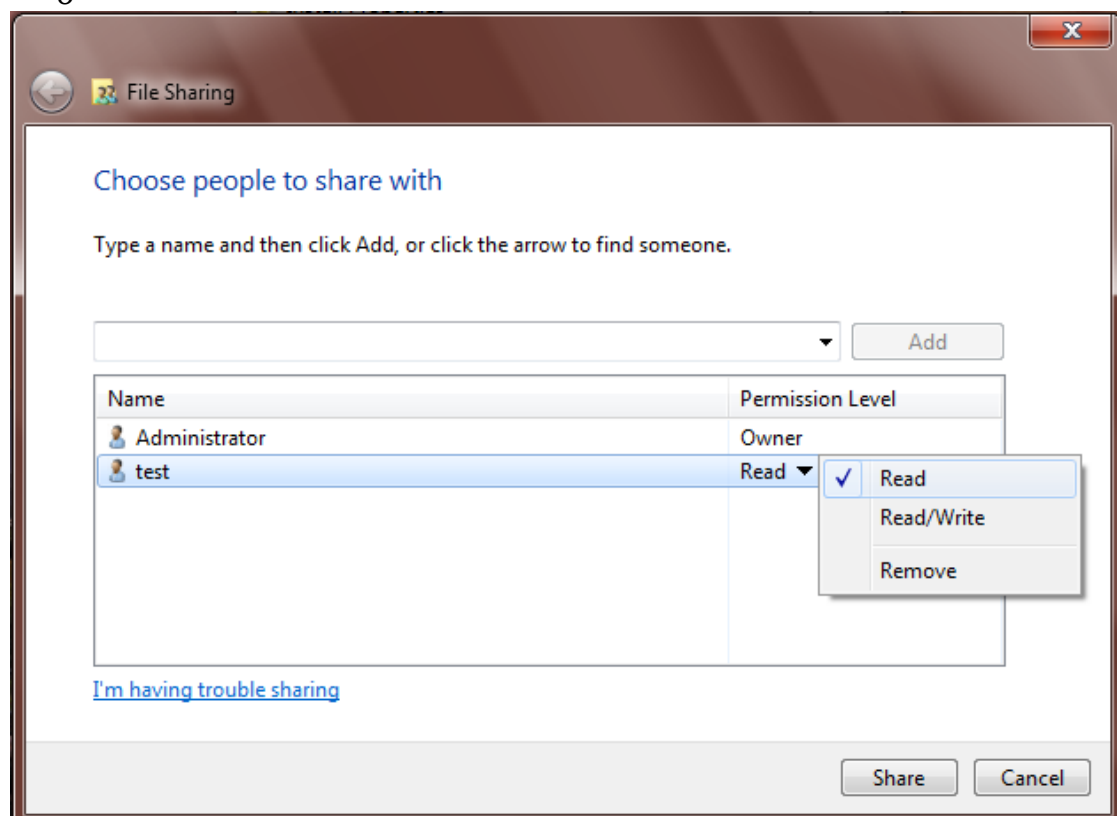 File Sharing
Choose people to share with
Type a name and then click Add, or click the arrow to find someone.
Add
Name Permission Level
Administrator Owner
test Read
Read
Read/Write
Remove
I'm having trouble sharing
Share Cancel